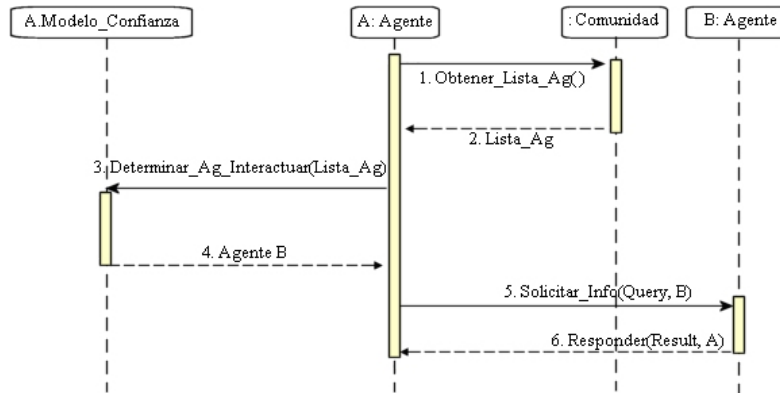 A.Modelo_Confianza
A: Agente
: Comunidad
B: Agente
1. Obtener_Lista_Ag()
2. Lista_Ag
3. Determinar_Ag_Interactuar(Lista_Ag)
4. Agente B
5. Solicitar_Info(Query, B)
6. Responder(Result, A)